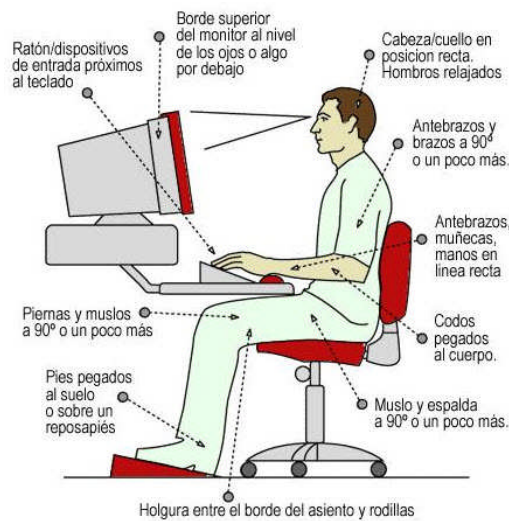 Borde superior
del monitor al nivel
de los ojos o algo
por debajo
Ratón/dispositivos
de entrada próximos
al teclado
Cabeza/cuello en
posicion recta.
Hombros relajados
Antebrazos y
brazos a 90º
o un poco más.
Antebrazos,
muñecas,
manos en
linea recta
Codos
pegados
al cuerpo.
Muslo y espalda
a 90º o un poco más.
Piernas y muslos
a 90º o un poco más
Pies pegados
al suelo
o sobre un
reposapiés
Holgura entre el borde del asiento y rodillas